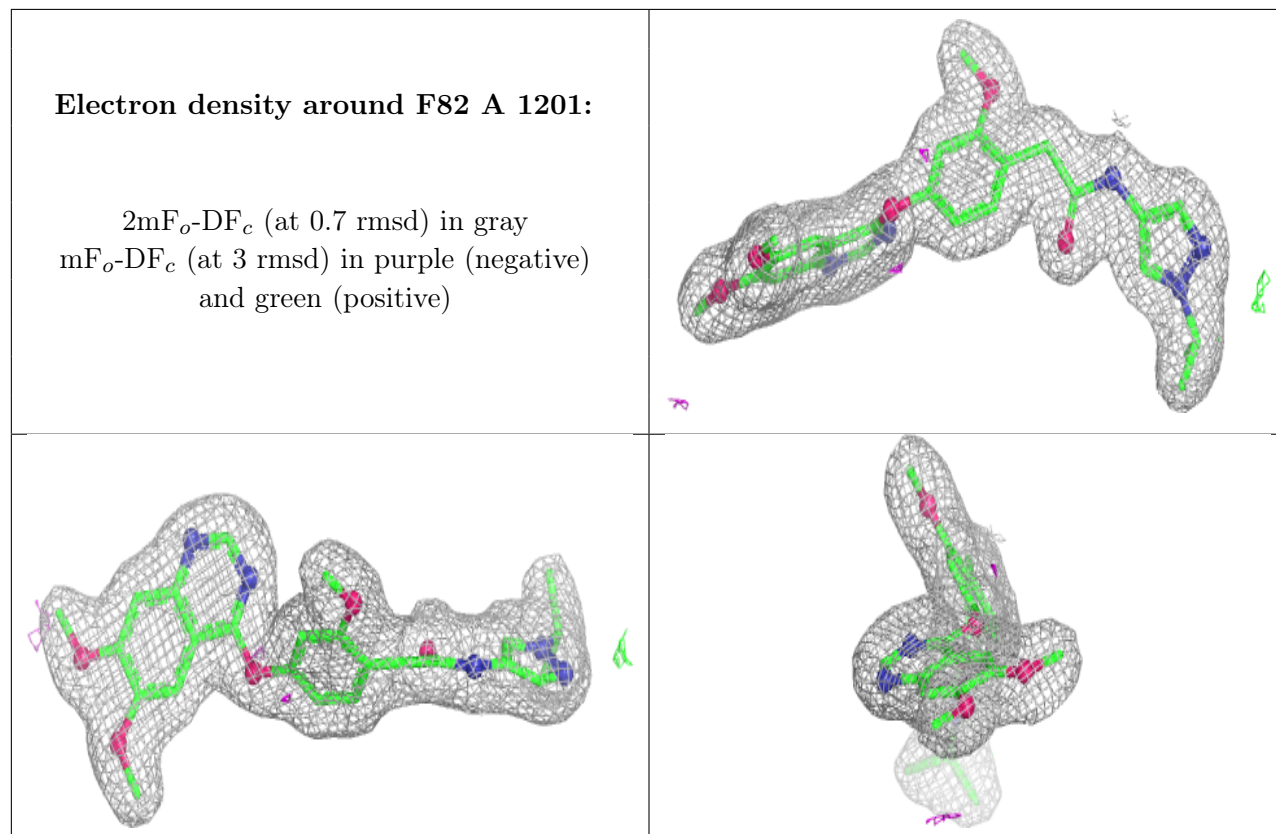 Electron density around F82 A 1201:
2mFₒ-DF𝒸 (at 0.7 rmsd) in gray
mFₒ-DF𝒸 (at 3 rmsd) in purple (negative)
and green (positive)